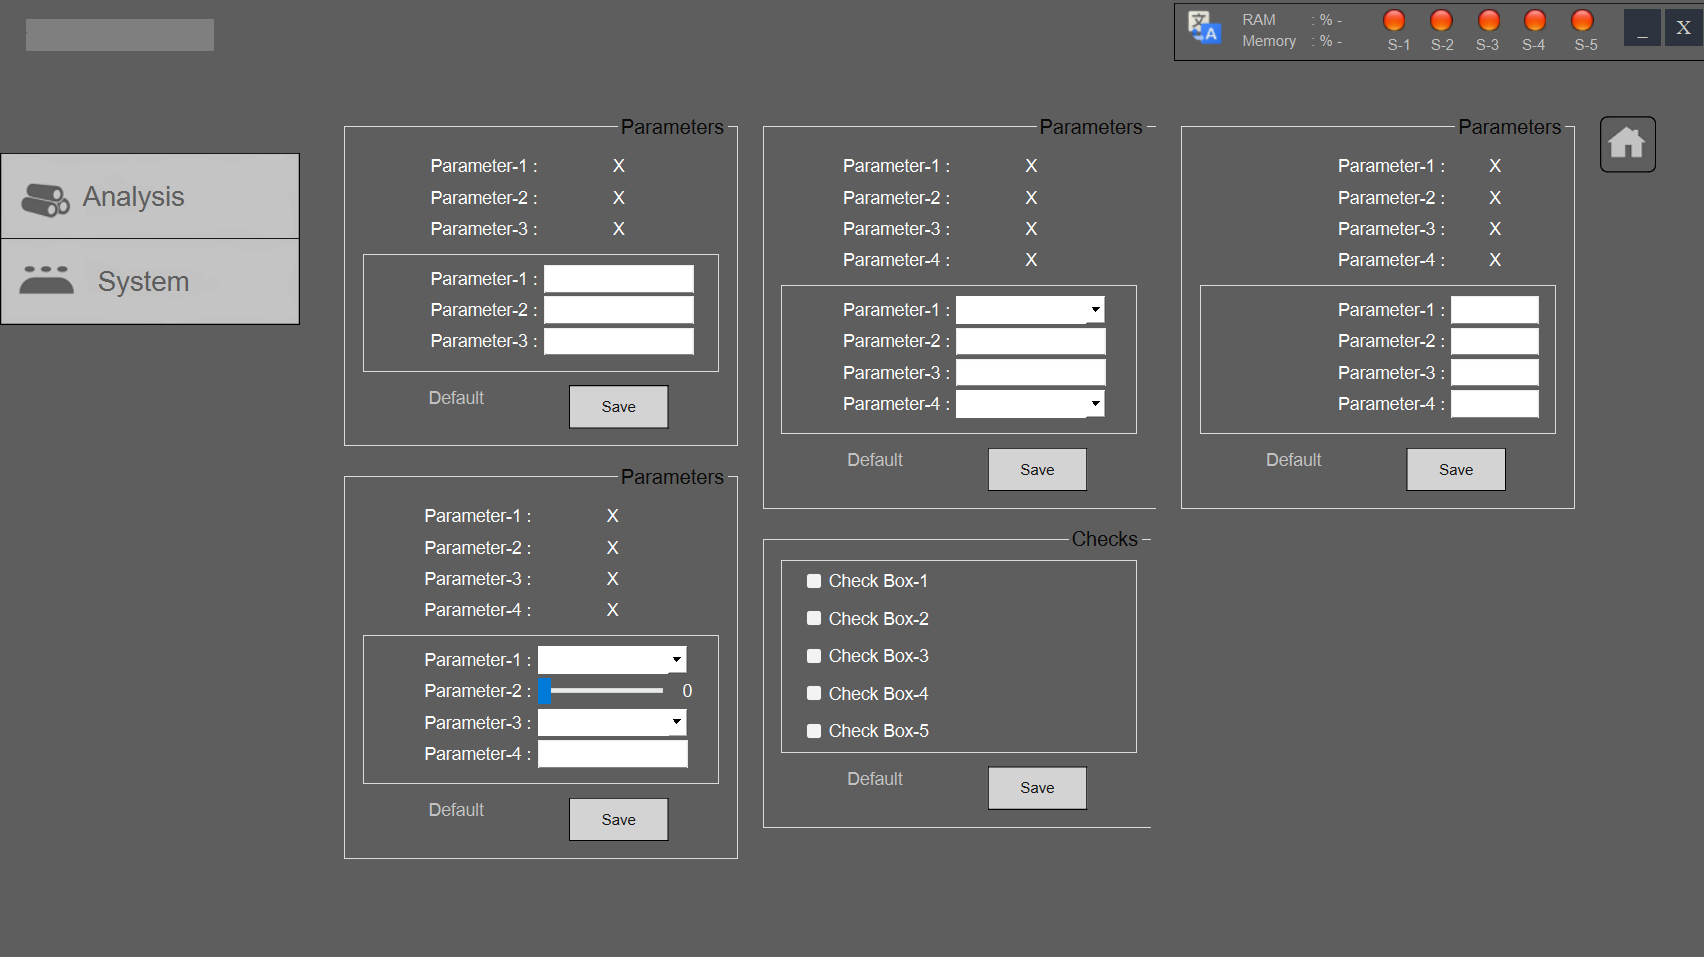 RAM : % -
Memory : % -
S-1 S-2 S-3 S-4 S-5
_ X
Analysis
System
Parameters
Parameter-1 : X
Parameter-2 : X
Parameter-3 : X
Parameter-1 :
Parameter-2 :
Parameter-3 :
Default Save
Parameters
Parameter-1 : X
Parameter-2 : X
Parameter-3 : X
Parameter-4 : X
Parameter-1 :
Parameter-2 :
Parameter-3 :
Parameter-4 :
Default Save
Parameters
Parameter-1 : X
Parameter-2 : X
Parameter-3 : X
Parameter-4 : X
Parameter-1 :
Parameter-2 :
Parameter-3 :
Parameter-4 :
Default Save
Parameters
Parameter-1 : X
Parameter-2 : X
Parameter-3 : X
Parameter-4 : X
Parameter-1 :
Parameter-2 : 0
Parameter-3 :
Parameter-4 :
Default Save
Checks
Check Box-1
Check Box-2
Check Box-3
Check Box-4
Check Box-5
Default Save